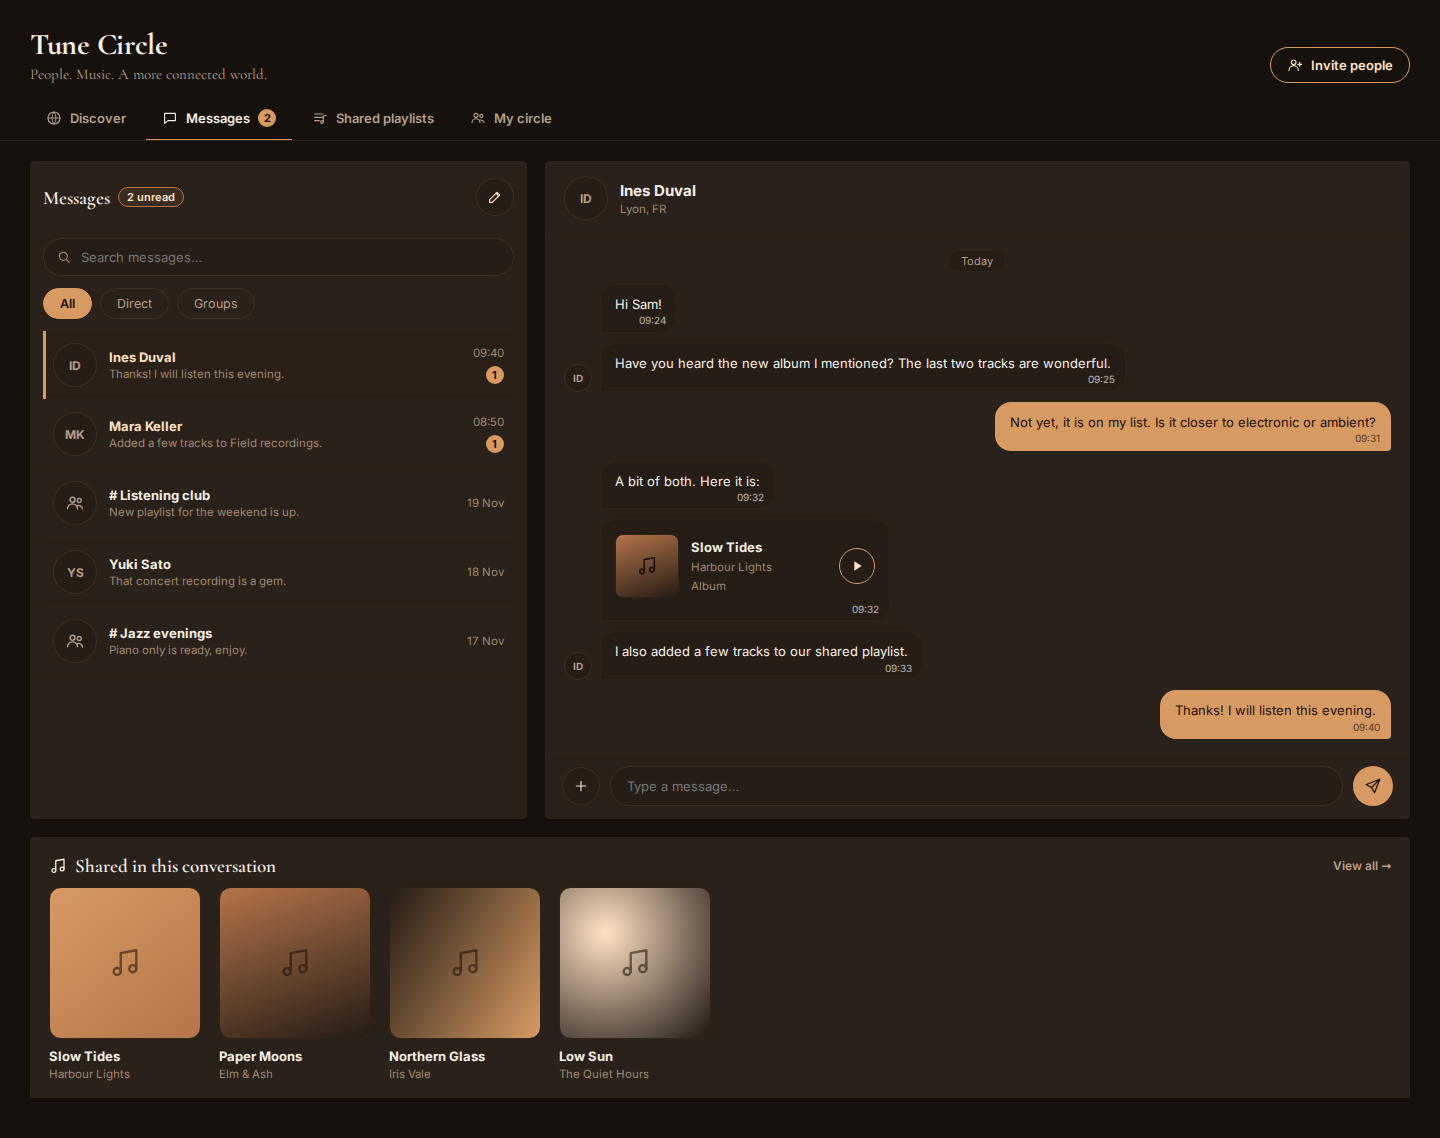 Tune Circle
People. Music. A more connected world.
Invite people
Discover
Messages 2
Shared playlists
My circle
Messages 2 unread
Search messages...
All
Direct
Groups
ID
Ines Duval
09:40
Thanks! I will listen this evening.
1
MK
Mara Keller
08:50
Added a few tracks to Field recordings.
1
# Listening club
19 Nov
New playlist for the weekend is up.
YS
Yuki Sato
18 Nov
That concert recording is a gem.
# Jazz evenings
17 Nov
Piano only is ready, enjoy.
ID
Ines Duval
Lyon, FR
Today
Hi Sam!
09:24
Have you heard the new album I mentioned? The last two tracks are wonderful.
09:25
ID
Not yet, it is on my list. Is it closer to electronic or ambient?
09:31
A bit of both. Here it is:
09:32
Slow Tides
Harbour Lights
Album
09:32
I also added a few tracks to our shared playlist.
09:33
ID
Thanks! I will listen this evening.
09:40
Type a message...
Shared in this conversation
View all →
Slow Tides
Harbour Lights
Paper Moons
Elm & Ash
Northern Glass
Iris Vale
Low Sun
The Quiet Hours